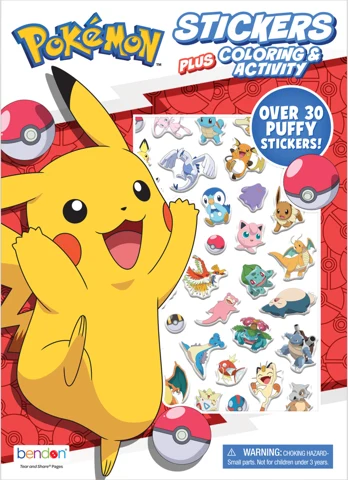 Pokémon
TM
STICKERS
PLUS COLORING &
ACTIVITY
OVER 30
PUFFY
STICKERS!
bendon®
Tear and Share® Pages
WARNING: CHOKING HAZARD-
Small parts. Not for children under 3 years.